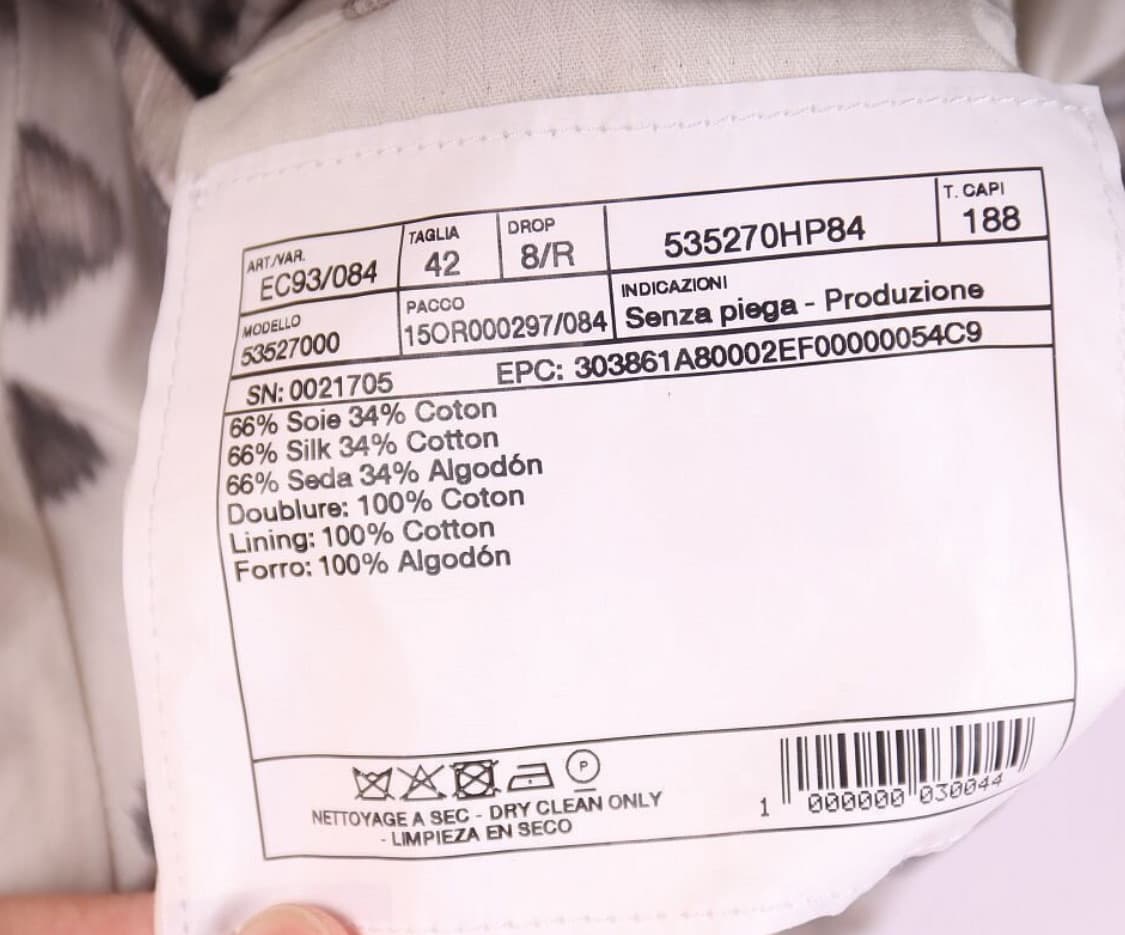 ART./VAR.
EC93/084
TAGLIA
42
DROP
8/R
535270HP84
T. CAPI
188
MODELLO
53527000
PACCO
15OR000297/084
INDICAZIONI
Senza piega - Produzione
SN: 0021705 EPC: 303861A80002EF00000054C9
66% Soie 34% Coton
66% Silk 34% Cotton
66% Seda 34% Algodón
Doublure: 100% Coton
Lining: 100% Cotton
Forro: 100% Algodón
P
NETTOYAGE A SEC - DRY CLEAN ONLY
- LIMPIEZA EN SECO
1 000000 030044